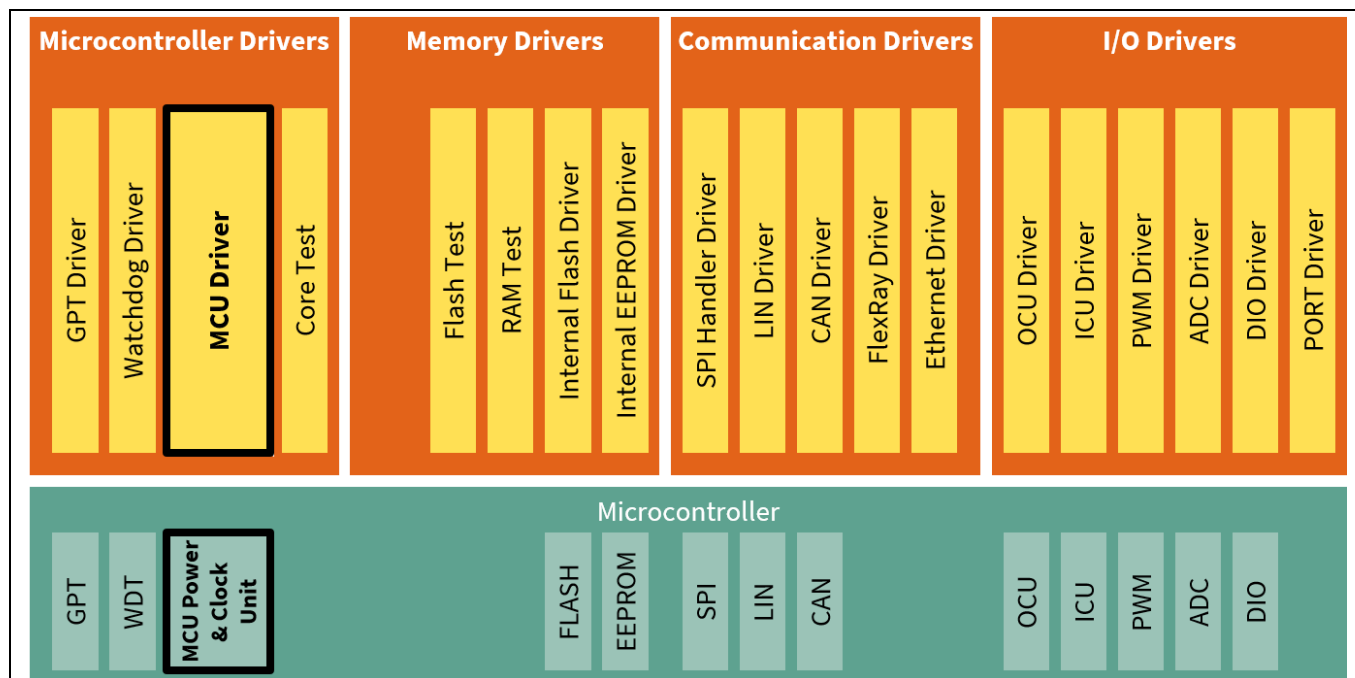 Microcontroller Drivers
Memory Drivers
Communication Drivers
I/O Drivers
GPT Driver
Watchdog Driver
MCU Driver
Core Test
Flash Test
RAM Test
Internal Flash Driver
Internal EEPROM Driver
SPI Handler Driver
LIN Driver
CAN Driver
FlexRay Driver
Ethernet Driver
OCU Driver
ICU Driver
PWM Driver
ADC Driver
DIO Driver
PORT Driver
Microcontroller
GPT
WDT
MCU Power
& Clock
Unit
FLASH
EEPROM
SPI
LIN
CAN
OCU
ICU
PWM
ADC
DIO